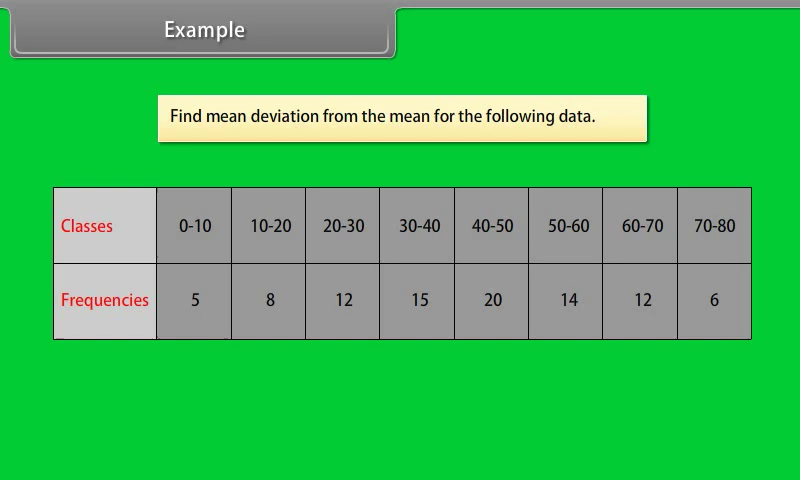 Example
Find mean deviation from the mean for the following data.
Classes 0-10 10-20 20-30 30-40 40-50 50-60 60-70 70-80
Frequencies 5 8 12 15 20 14 12 6